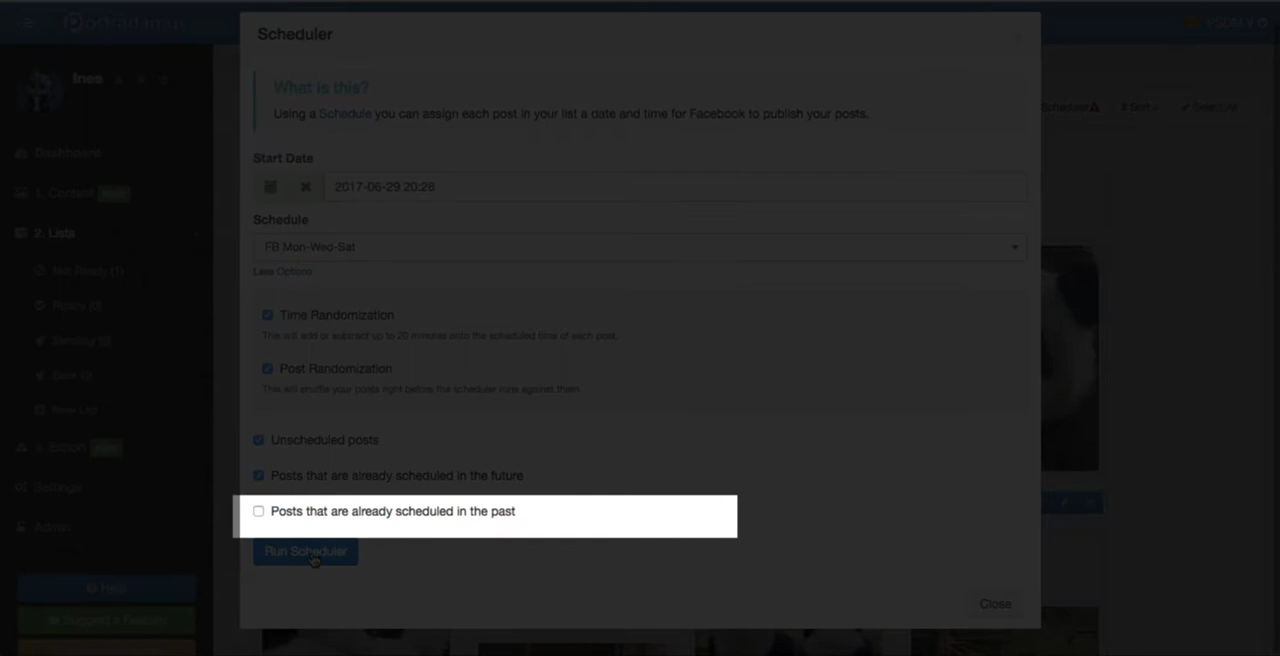 Postradamus
Scheduler
Ines
What is this?
Using a Schedule you can assign each post in your list a date and time for Facebook to publish your posts.
Scheduler
Sort
Dashboard
Start Date
1. Content
2017-06-29 20:28
2. Lists
Schedule
FB Mon-Wed-Sat
Not Ready (1)
Less Options
Ready (0)
Time Randomization
This will add or subtract up to 20 minutes onto the scheduled time of each post.
Sending (0)
Post Randomization
This will shuffle your posts right before the scheduler runs against them
New List
Unscheduled posts
3. Export
Posts that are already scheduled in the future
Settings
Posts that are already scheduled in the past
Admin
Run Scheduler
Help
Close
Suggest a Feature